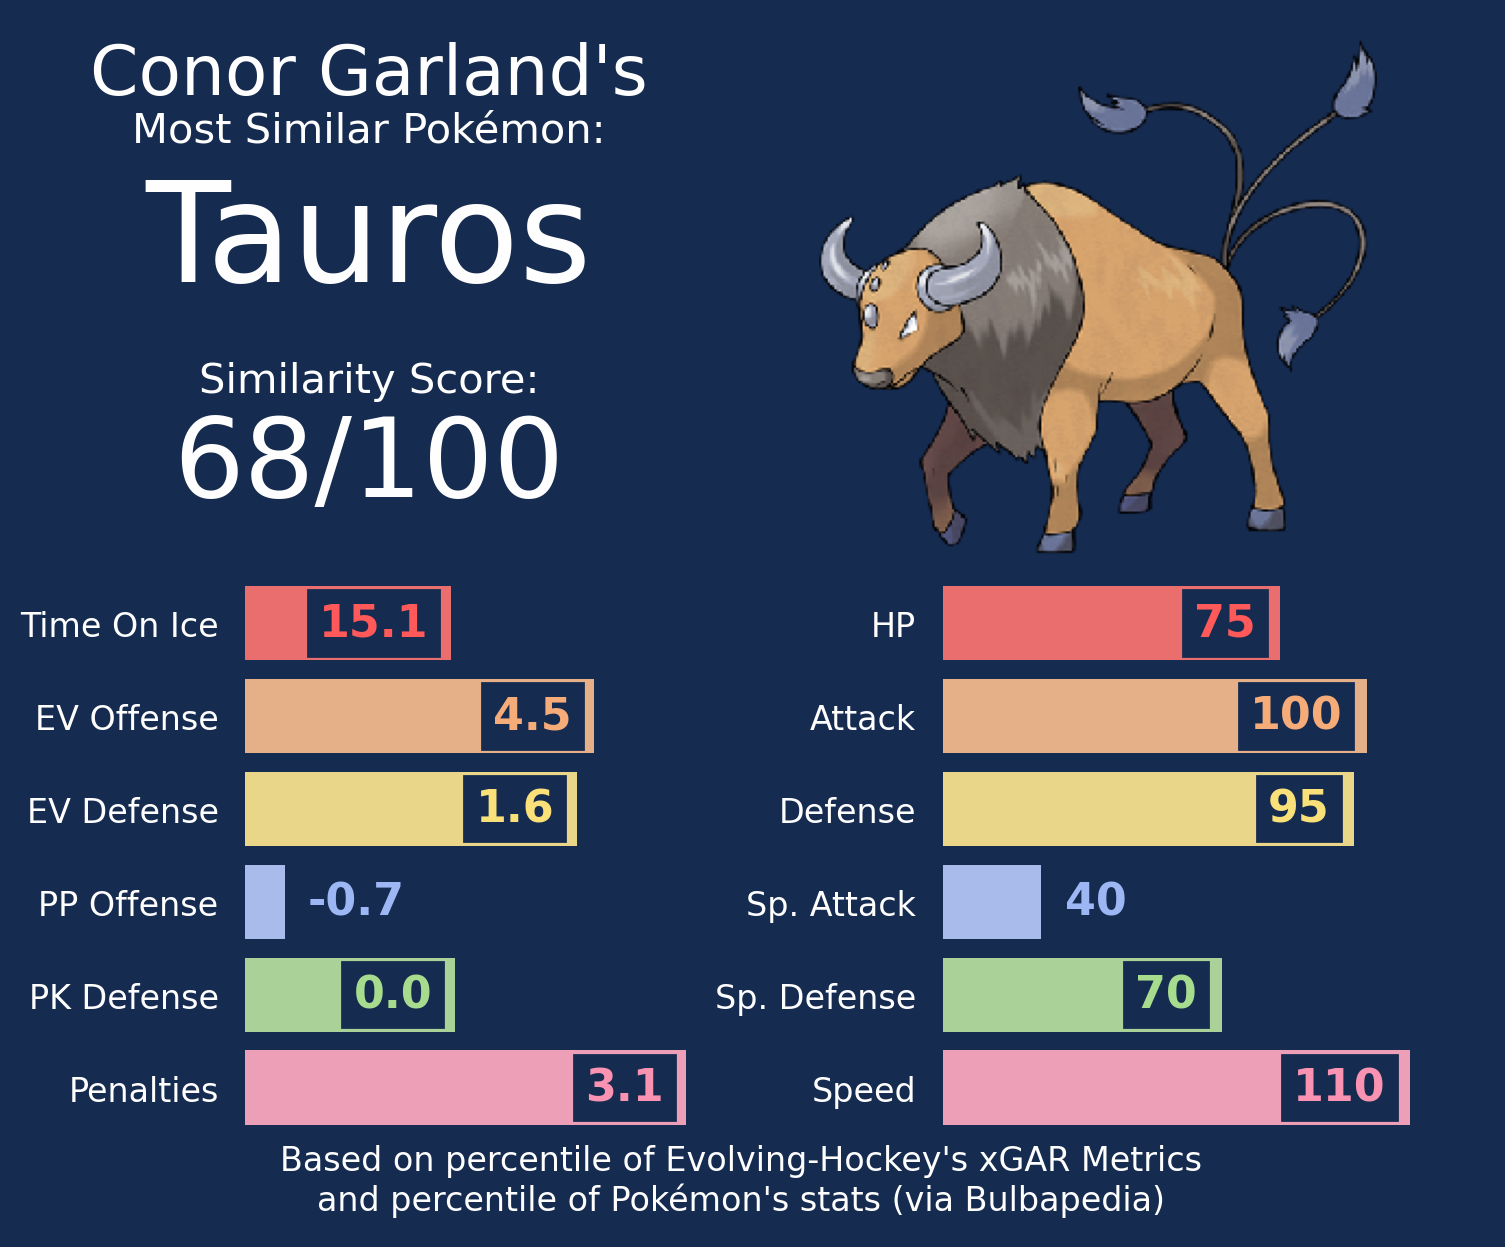 Conor Garland's
Most Similar Pokémon:
Tauros
Similarity Score:
68/100
Time On Ice 15.1
EV Offense 4.5
EV Defense 1.6
PP Offense -0.7
PK Defense 0.0
Penalties 3.1
HP 75
Attack 100
Defense 95
Sp. Attack 40
Sp. Defense 70
Speed 110
Based on percentile of Evolving-Hockey's xGAR Metrics
and percentile of Pokémon's stats (via Bulbapedia)